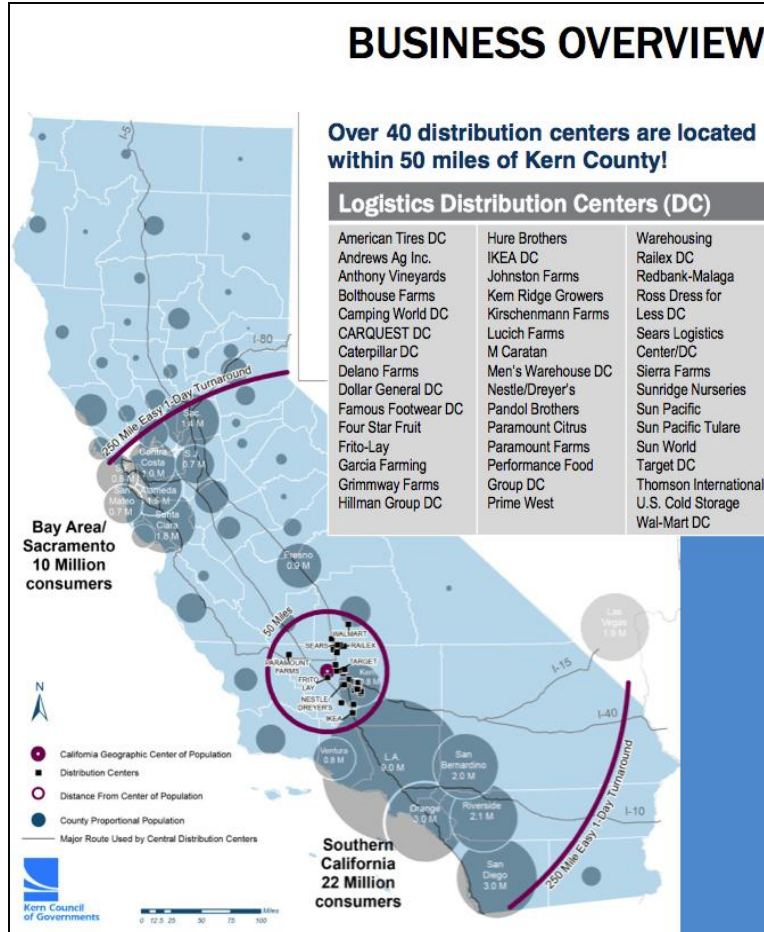 BUSINESS OVERVIEW
Over 40 distribution centers are located
within 50 miles of Kern County!
Logistics Distribution Centers (DC)
American Tires DC
Andrews Ag Inc.
Anthony Vineyards
Bolthouse Farms
Camping World DC
CARQUEST DC
Caterpillar DC
Delano Farms
Dollar General DC
Famous Footwear DC
Four Star Fruit
Frito-Lay
Garcia Farming
Grimmway Farms
Hillman Group DC
Hure Brothers
IKEA DC
Johnston Farms
Kern Ridge Growers
Kirschenmann Farms
Lucich Farms
M Caratan
Men's Warehouse DC
Nestle/Dreyer's
Pandol Brothers
Paramount Citrus
Paramount Farms
Performance Food
Group DC
Prime West
Warehousing
Railex DC
Redbank-Malaga
Ross Dress for
Less DC
Sears Logistics
Center/DC
Sierra Farms
Sunridge Nurseries
Sun Pacific
Sun Pacific Tulare
Sun World
Target DC
Thomson International
U.S. Cold Storage
Wal-Mart DC
I-5
I-80
250 Mile Easy 1-Day Turnaround
Sac.
1.4 M
Contra
Costa
1.0 M
S.J.
0.7 M
0.8 M
San
Mateo
0.7 M
Alameda
1.5 M
Santa
Clara
1.8 M
Bay Area/
Sacramento
10 Million
consumers
Fresno
0.9 M
50 Miles
WALMART
SEARS
RAILEX
PARAMOUNT
FARMS
TARGET
FRITO
LAY
Kern
0.8 M
NESTLE/
DREYER'S
IKEA
Las
Vegas
1.9 M
I-15
I-40
I-10
250 Mile Easy 1-Day Turnaround
Ventura
0.8 M
L.A.
9.0 M
San
Bernardino
2.0 M
Orange
3.0 M
Riverside
2.1 M
San
Diego
3.0 M
Southern
California
22 Million
consumers
N
California Geographic Center of Population
Distribution Centers
Distance From Center of Population
County Proportional Population
Major Route Used by Central Distribution Centers
Kern Council
of Governments
Miles
0 12.5 25 50 75 100